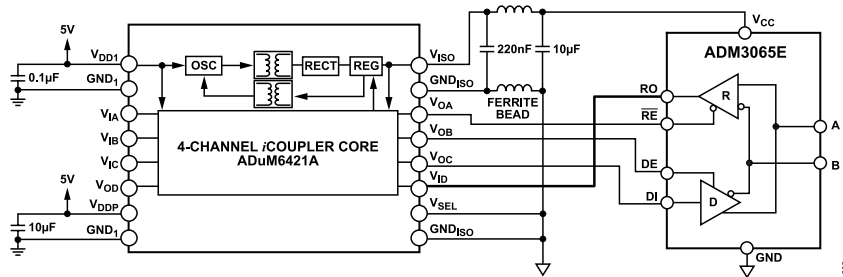 5V
0.1µF
VDD1
GND1
VIA
VIB
VIC
VOD
5V
10µF
VDDP
GND1
OSC
RECT
REG
4-CHANNEL iCOUPLER CORE
ADuM6421A
VISO
GNDISO
VOA
VOB
VOC
VID
VSEL
GNDISO
220nF
10µF
FERRITE
BEAD
VCC
ADM3065E
RO
RE
DE
DI
R
D
A
B
GND